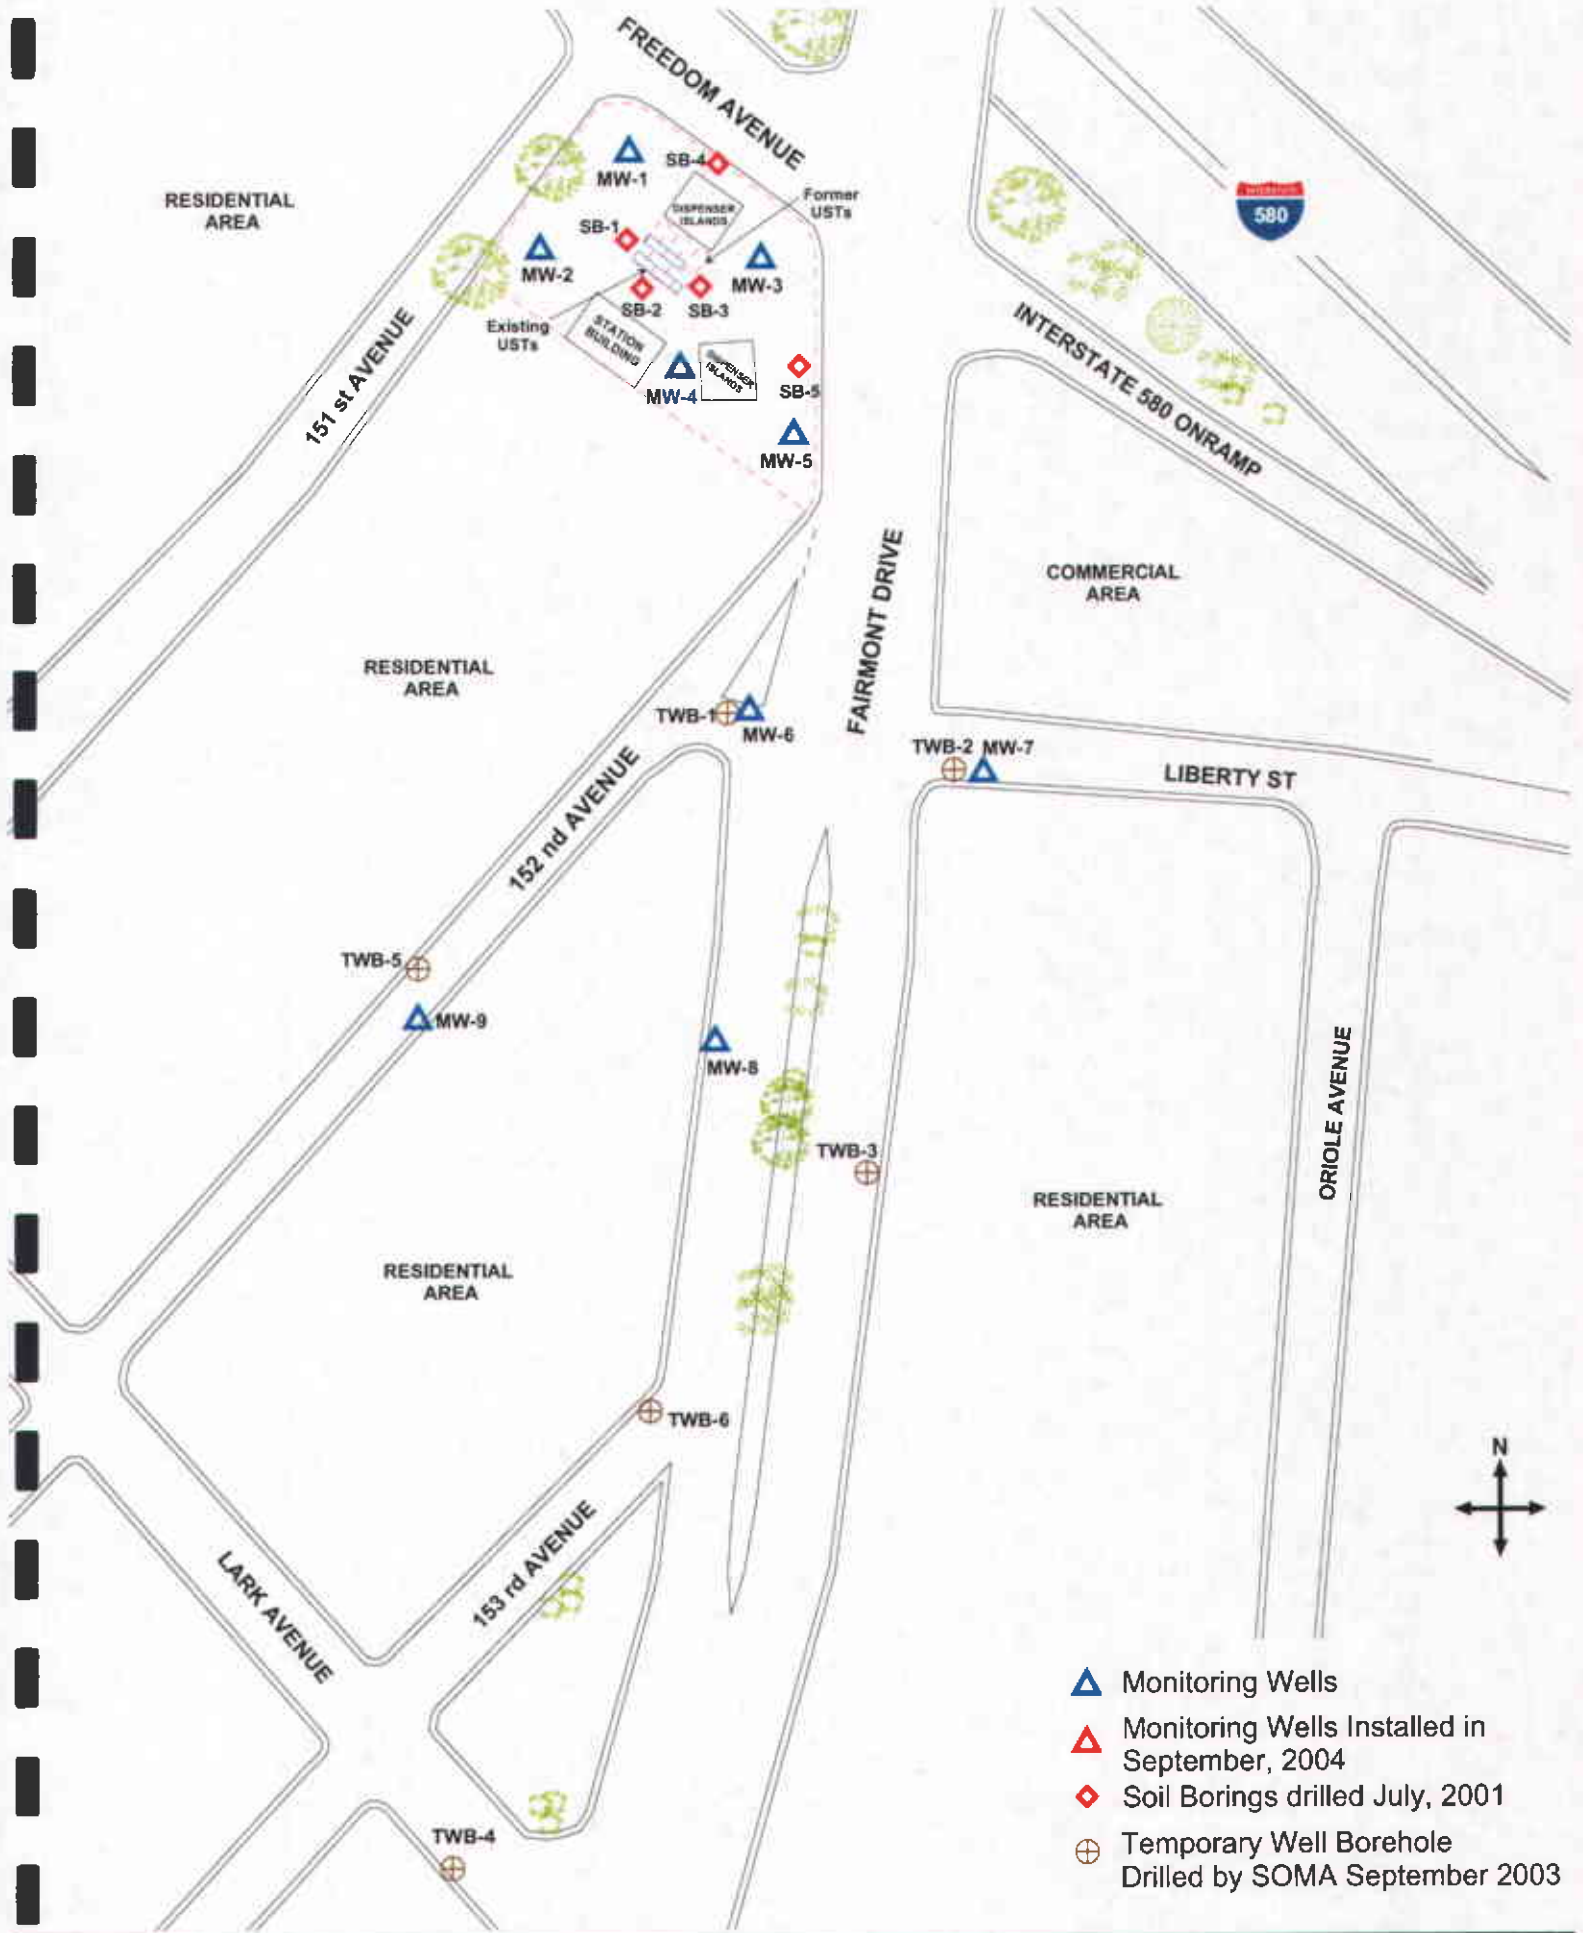 FREEDOM AVENUE
RESIDENTIAL
AREA
MW-1
SB-4
Former
USTs
DISPENSER
ISLANDS
INTERSTATE
580
SB-1
MW-2
MW-3
SB-2
SB-3
Existing
USTs
STATION
BUILDING
DISPENSER
ISLANDS
MW-4
SB-5
MW-5
151 st AVENUE
INTERSTATE 580 ONRAMP
COMMERCIAL
AREA
FAIRMONT DRIVE
RESIDENTIAL
AREA
TWB-1
MW-6
TWB-2
MW-7
LIBERTY ST
152 nd AVENUE
TWB-5
MW-9
MW-8
ORIOLE AVENUE
TWB-3
RESIDENTIAL
AREA
RESIDENTIAL
AREA
TWB-6
N
153 rd AVENUE
LARK AVENUE
TWB-4
Monitoring Wells
Monitoring Wells Installed in
September, 2004
Soil Borings drilled July, 2001
Temporary Well Borehole
Drilled by SOMA September 2003